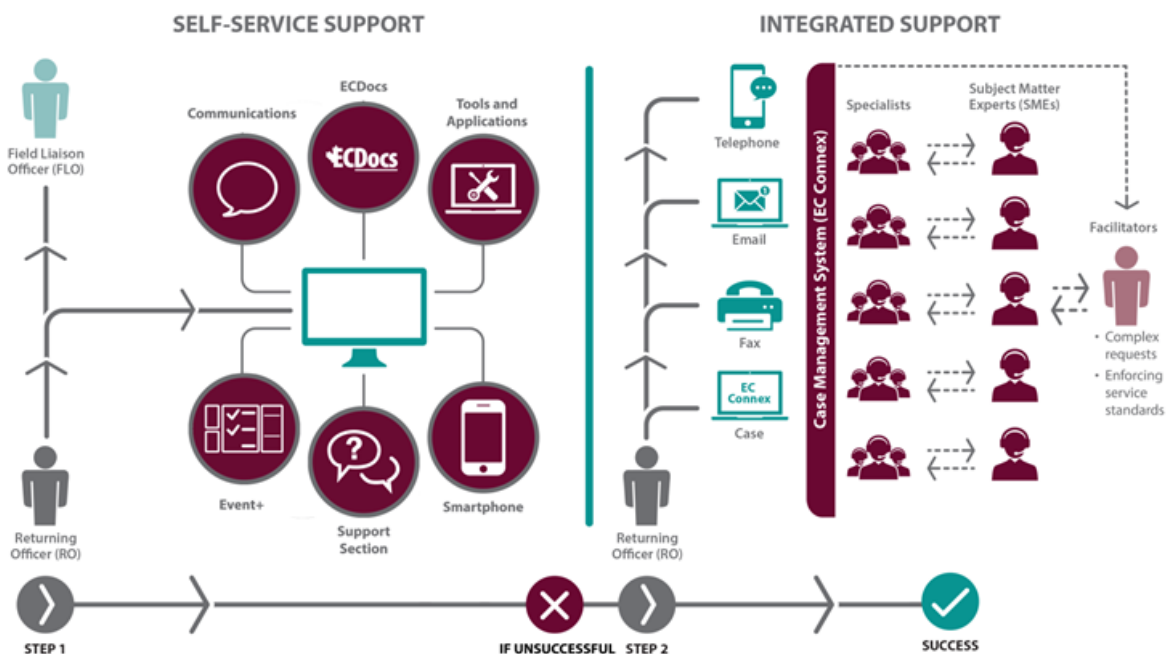 SELF-SERVICE SUPPORT
Field Liaison
Officer (FLO)
Communications
ECDocs
ECDocs
Tools and
Applications
Event+
?
Support
Section
Smartphone
Returning
Officer (RO)
INTEGRATED SUPPORT
Telephone
1
Email
Fax
EC
Connex
Case
Returning
Officer (RO)
Case Management System (EC Connex)
Specialists
Subject Matter
Experts (SMEs)
Facilitators
• Complex
requests
• Enforcing
service
standards
STEP 1
IF UNSUCCESSFUL
STEP 2
SUCCESS